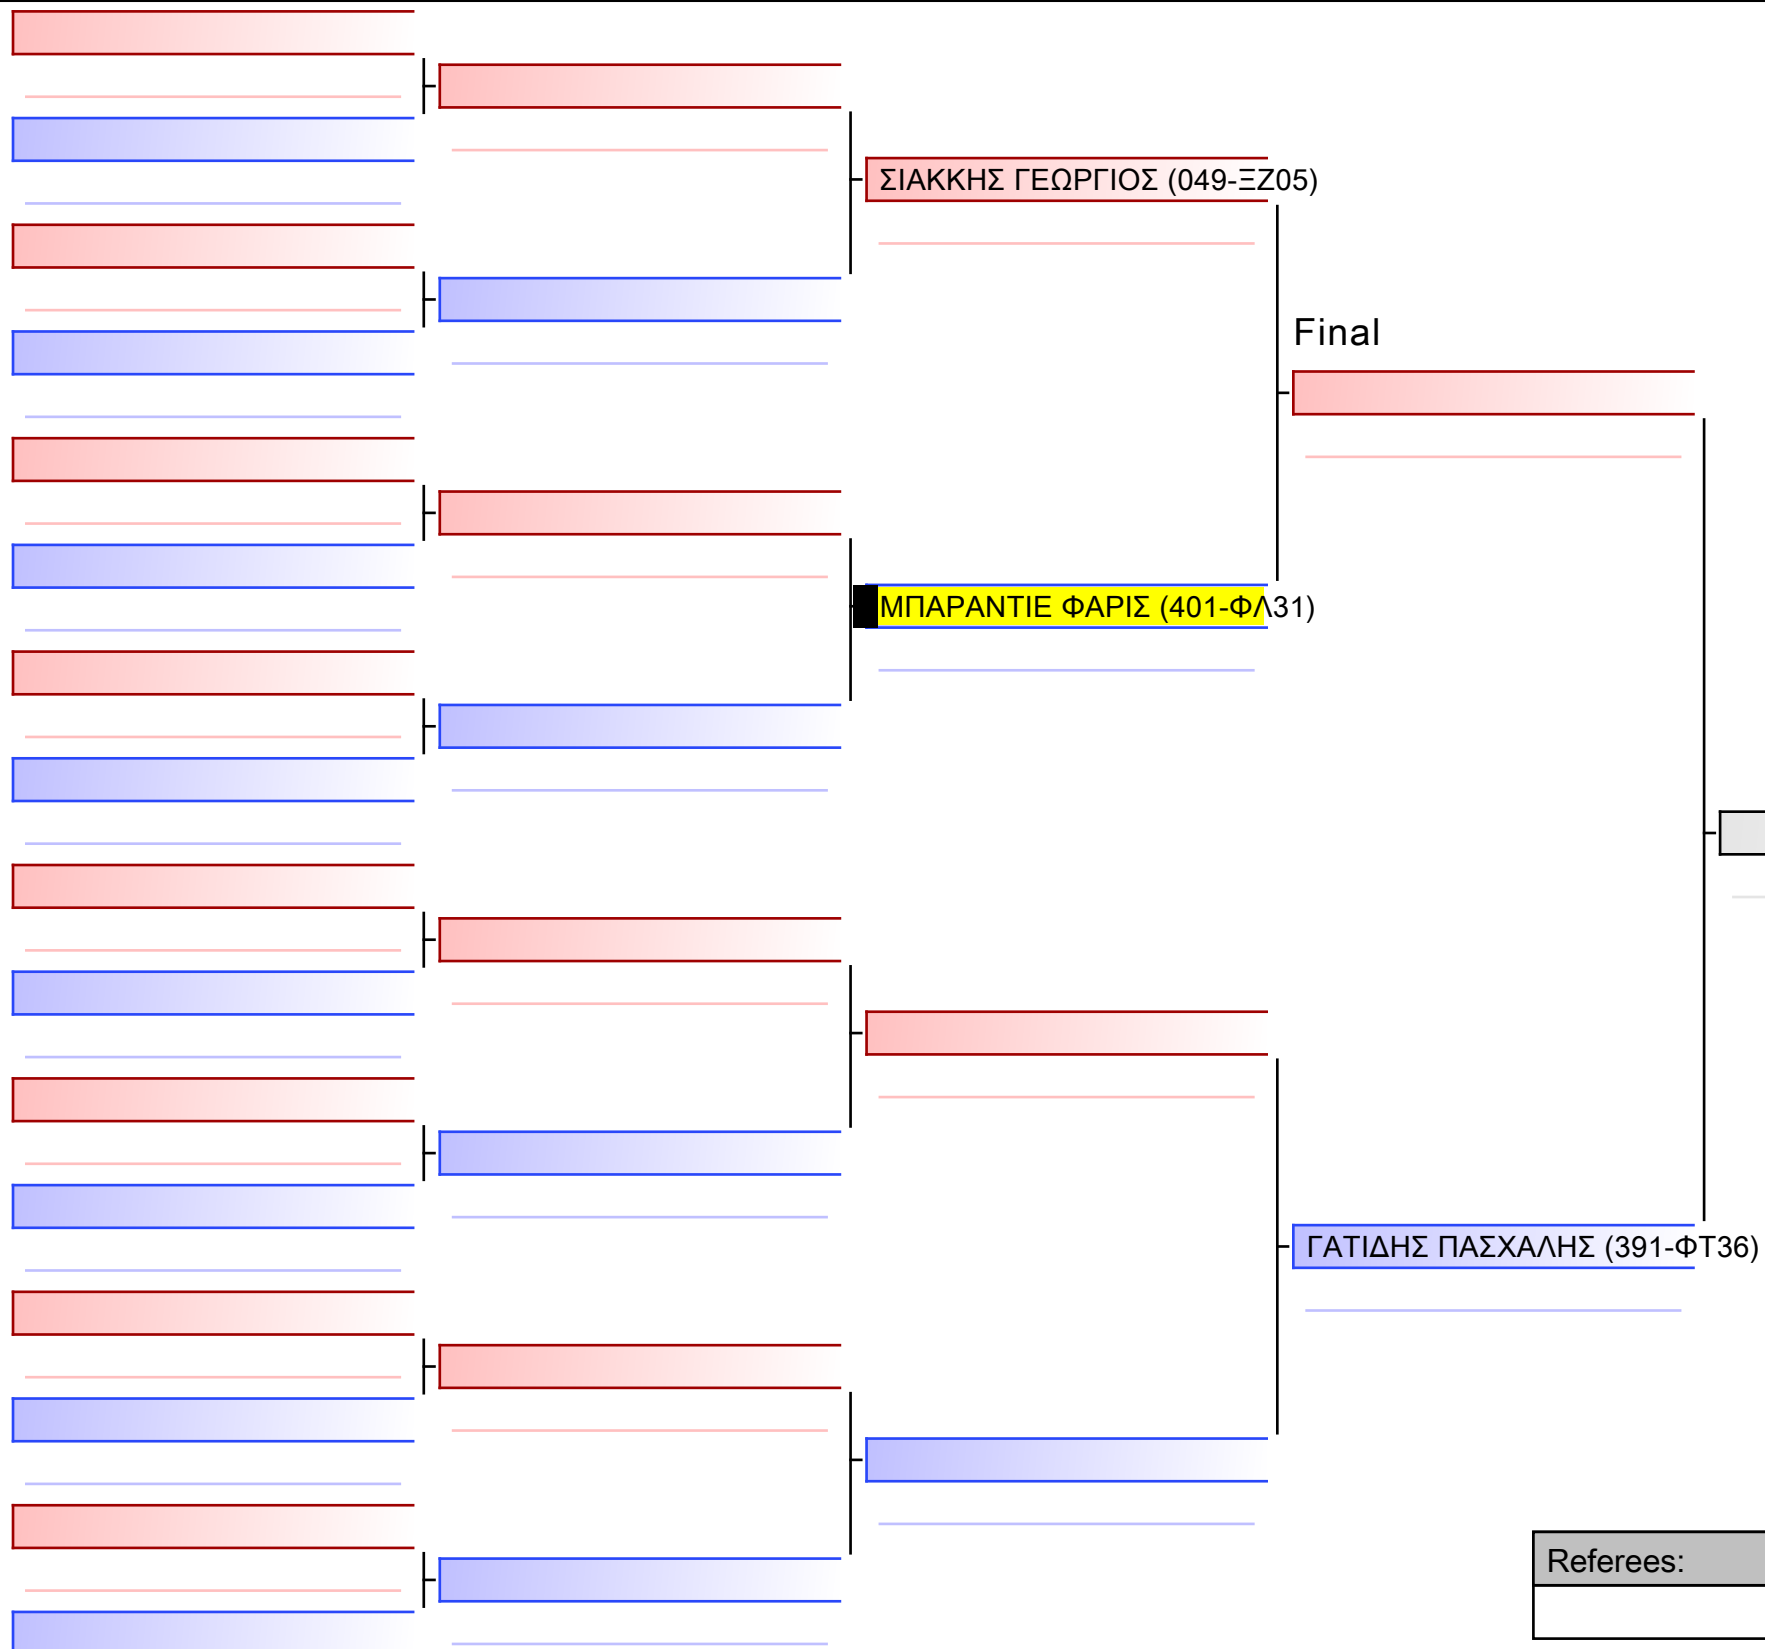 ΣΙΑΚΚΗΣ ΓΕΩΡΓΙΟΣ (049-ΞΖ05)
Final
ΜΠΑΡΑΝΤΙΕ ΦΑΡΙΣ (401-ΦΛ31)
ΓΑΤΙΔΗΣ ΠΑΣΧΑΛΗΣ (391-ΦΤ36)
Referees: